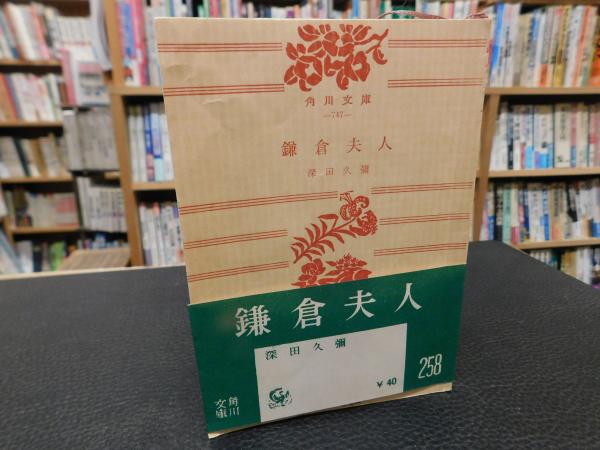 角川文庫
—747—
鎌倉夫人
深田久彌
鎌倉夫人
深田久彌
¥40
258
角川
文庫